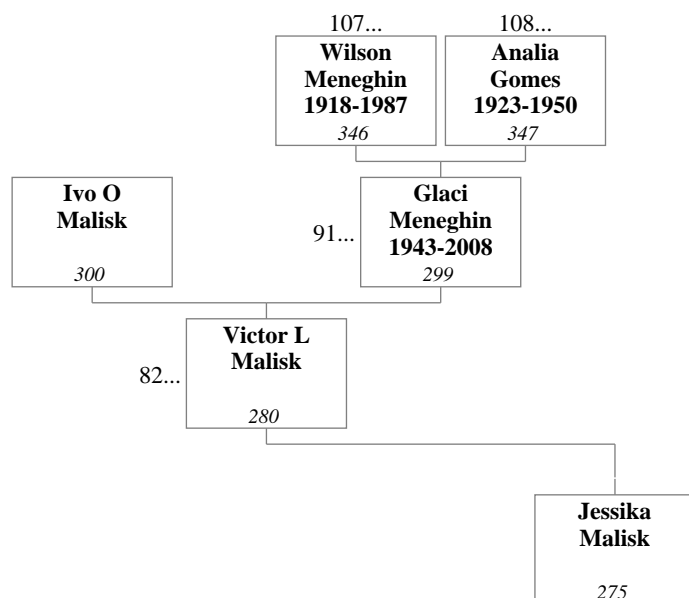 107...
Wilson
Meneghin
1918-1987
346
108...
Analia
Gomes
1923-1950
347
Ivo O
Malisk
300
91...
Glaci
Meneghin
1943-2008
299
82...
Victor L
Malisk
280
Jessika
Malisk
275